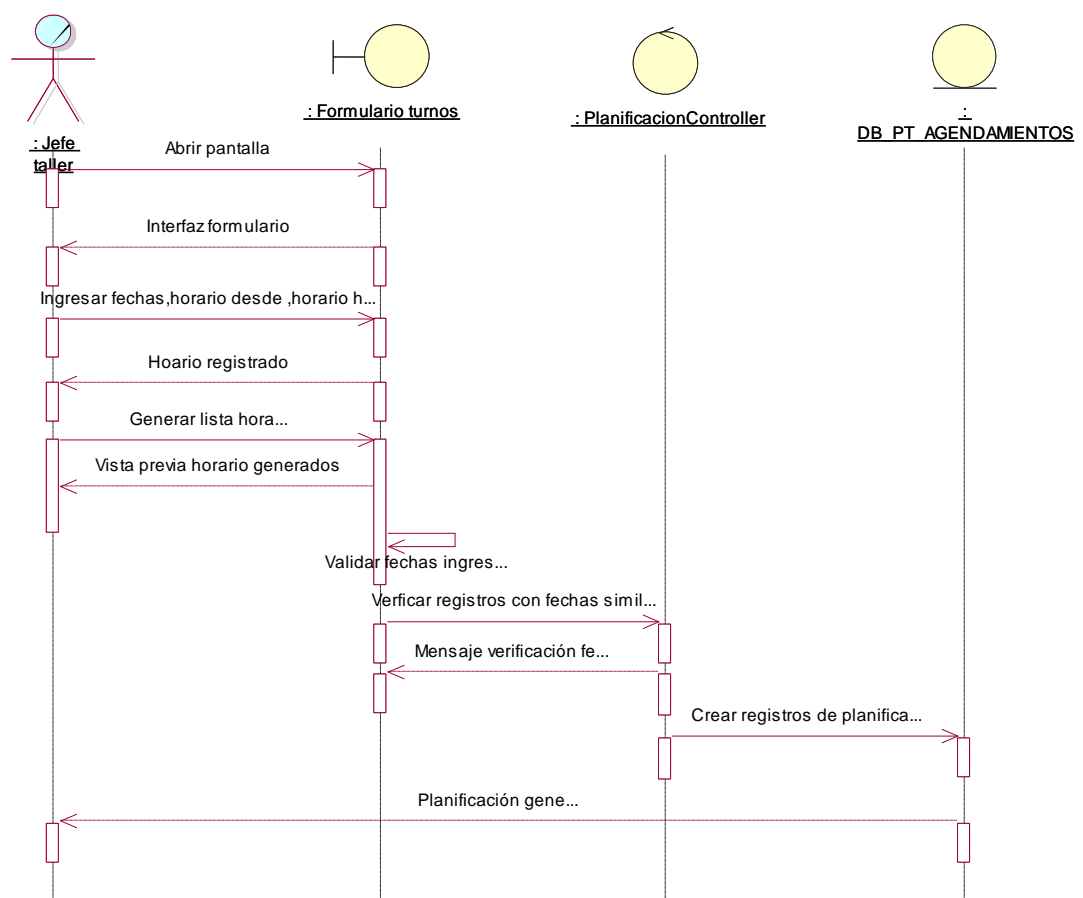 : Jefe
taller
: Formulario turnos
: PlanificacionController
:
DB_PT_AGENDAMIENTOS
Abrir pantalla
Interfaz formulario
Ingresar fechas,horario desde ,horario h...
Hoario registrado
Generar lista hora...
Vista previa horario generados
Validar fechas ingres...
Verficar registros con fechas simil...
Mensaje verificación fe...
Crear registros de planifica...
Planificación gene...